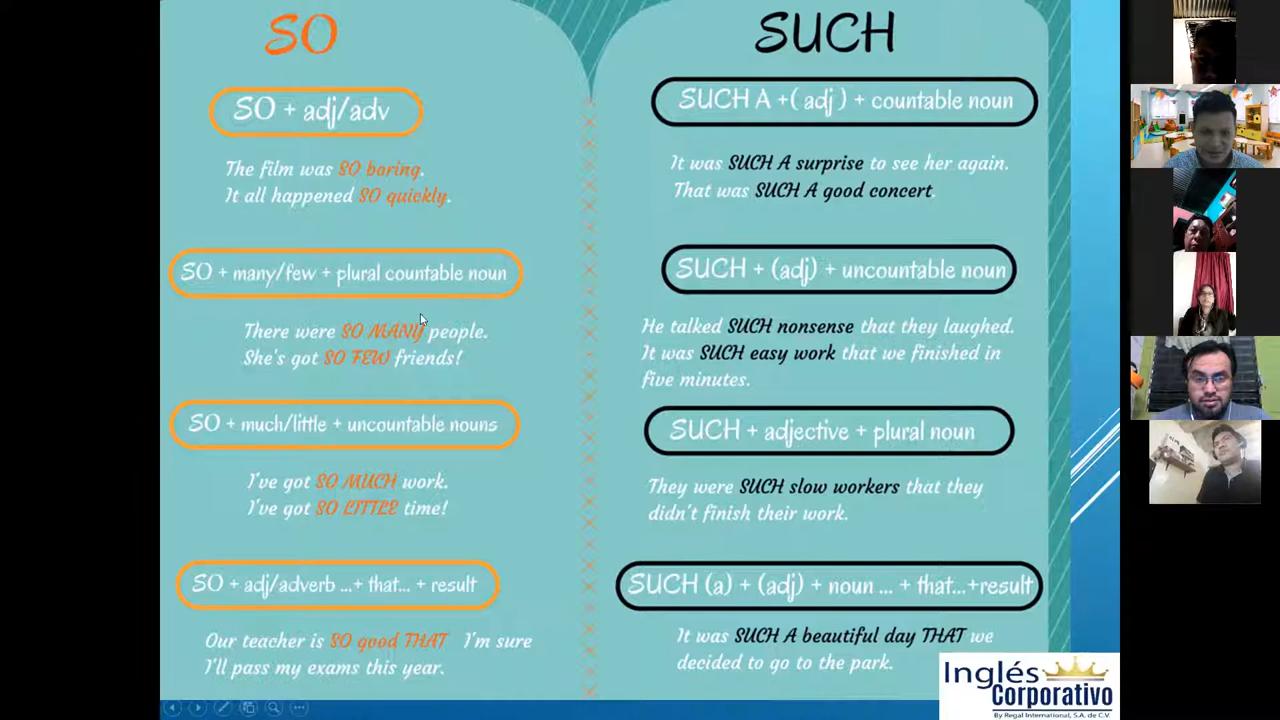 SO
SO + adj/adv
The film was SO boring.
It all happened SO quickly.
SO + many/few + plural countable noun
There were SO MANY people.
She's got SO FEW friends!
SO + much/little + uncountable nouns
I've got SO MUCH work.
I've got SO LITTLE time!
SO + adj/adverb ...+ that... + result
Our teacher is SO good THAT I'm sure
I'll pass my exams this year.
SUCH
SUCH A +( adj ) + countable noun
It was SUCH A surprise to see her again.
That was SUCH A good concert.
SUCH + (adj) + uncountable noun
He talked SUCH nonsense that they laughed.
It was SUCH easy work that we finished in
five minutes.
SUCH + adjective + plural noun
They were SUCH slow workers that they
didn't finish their work.
SUCH (a) + (adj) + noun ... + that...+result
It was SUCH A beautiful day THAT we
decided to go to the park.
Inglés
Corporativo
By Regal International, S.A. de C.V.